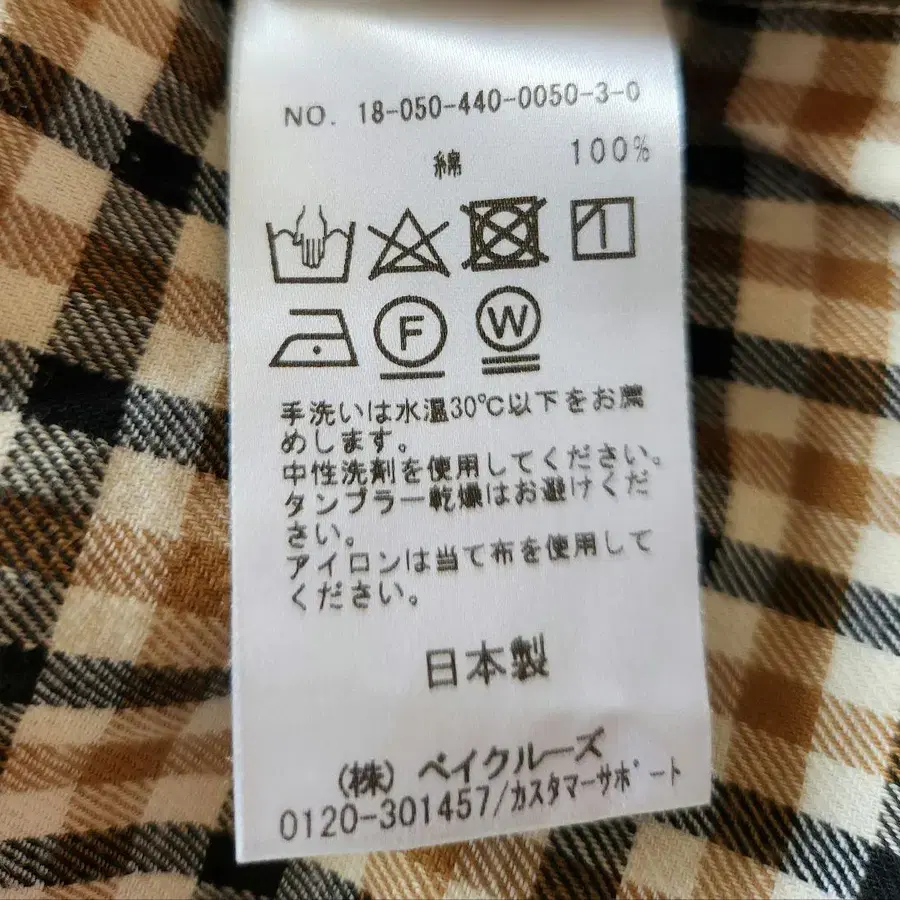 NO. 18-050-440-0050-3-0
綿 100%
F W
手洗いは水温30℃以下をお薦
めします。
中性洗剤を使用してください。
タンブラー乾燥はお避けくだ
さい。
アイロンは当て布を使用して
ください。
日本製
(株) ベイクルーズ
0120-301457/カスタマーサポート